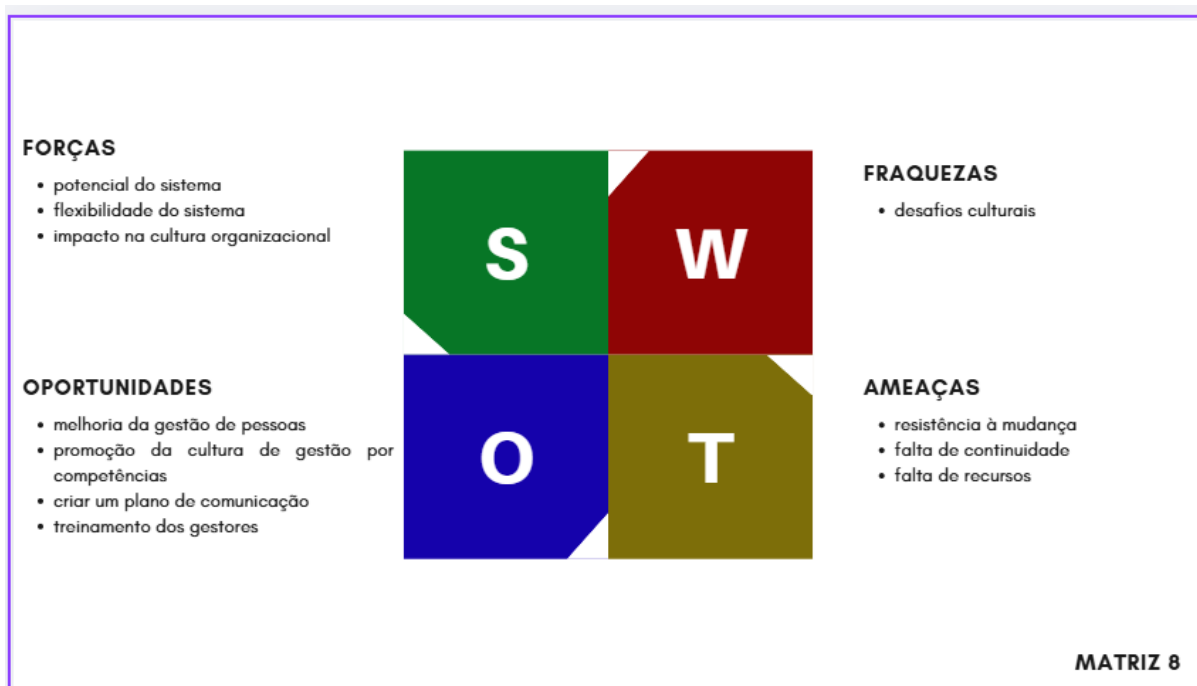 FORÇAS
• potencial do sistema
• flexibilidade do sistema
• impacto na cultura organizacional
S
W
FRAQUEZAS
• desafios culturais
OPORTUNIDADES
• melhoria da gestão de pessoas
• promoção da cultura de gestão por
competências
• criar um plano de comunicação
• treinamento dos gestores
O
T
AMEAÇAS
• resistência à mudança
• falta de continuidade
• falta de recursos
MATRIZ 8